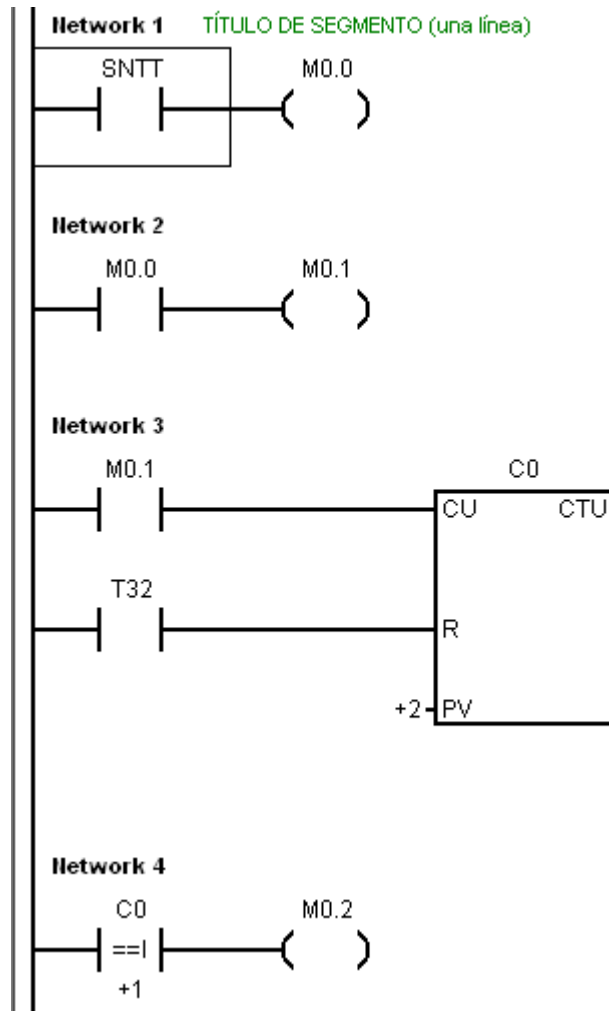 Network 1 TÍTULO DE SEGMENTO (una línea)
SNTT M0.0
Network 2
M0.0 M0.1
Network 3
M0.1 C0
CU CTU
T32
R
+2 PV
Network 4
C0 M0.2
==I
+1